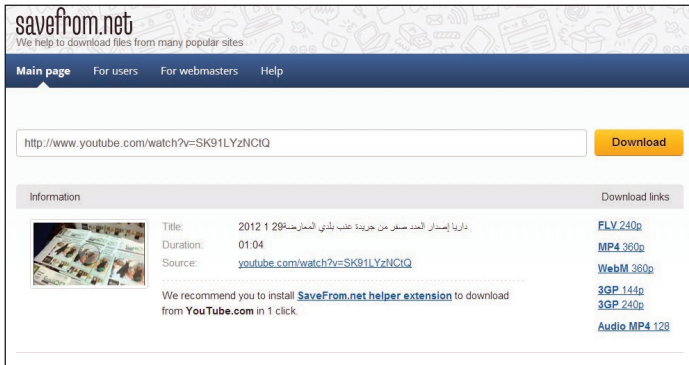 savefrom.net
We help to download files from many popular sites
Main page For users For webmasters Help
http://www.youtube.com/watch?v=SK91LYzNCtQ Download
Information Download links
Title: داريا إصدار العدد صفر من جريدة عنب بلدي المعارضة29 1 2012
Duration: 01:04
Source: youtube.com/watch?v=SK91LYzNCtQ
We recommend you to install SaveFrom.net helper extension to download
from YouTube.com in 1 click.
FLV 240p
MP4 360p
WebM 360p
3GP 144p
3GP 240p
Audio MP4 128